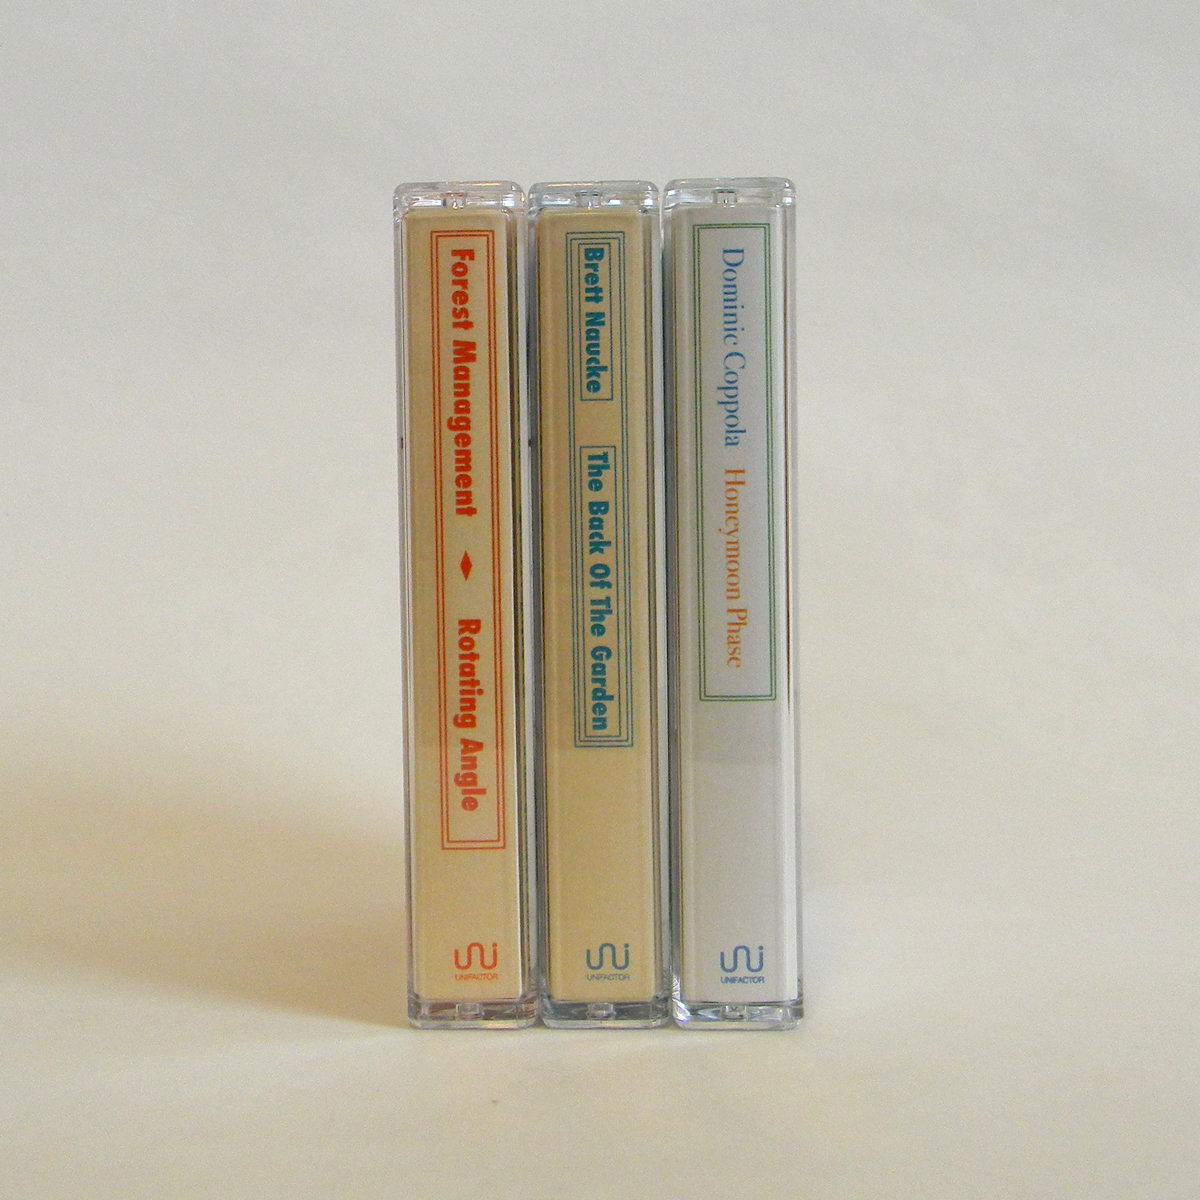 Forest Management ♦ Rotating Angle
UNIFACTOR
Brett Naucke
The Back Of The Garden
UNIFACTOR
Dominic Coppola Honeymoon Phase
UNIFACTOR